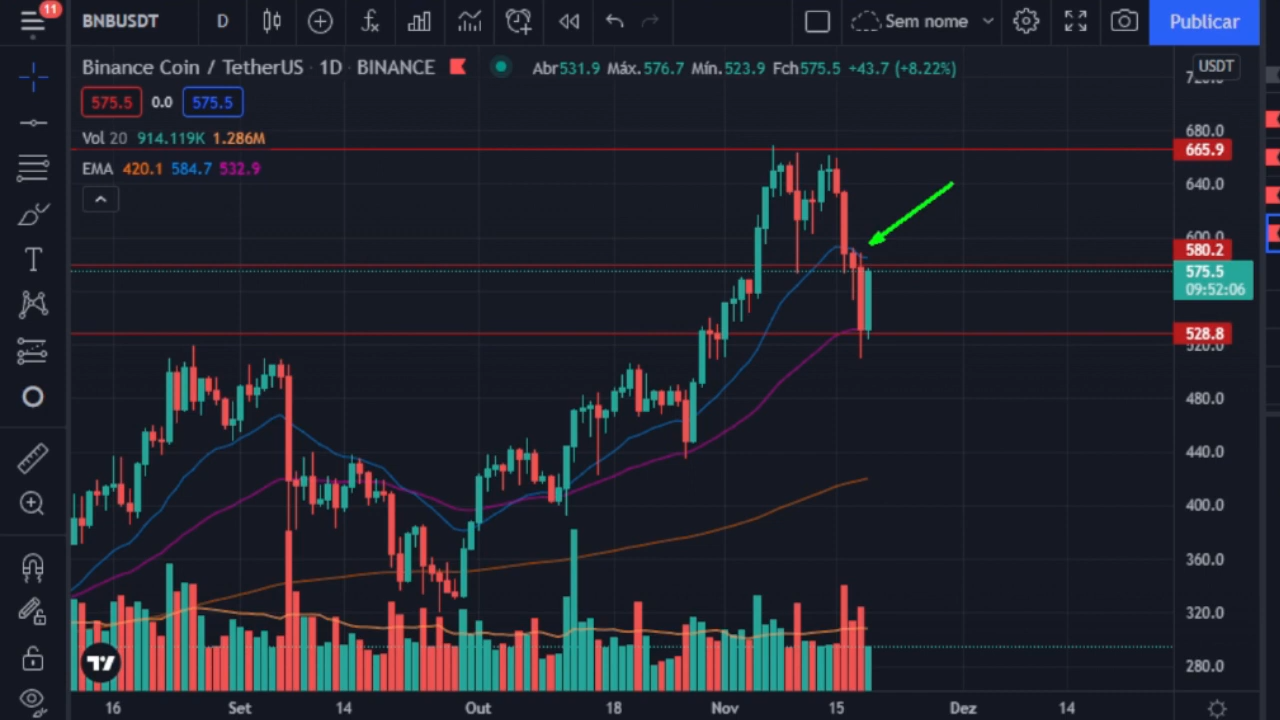 11
BNBUSDT D Sem nome Publicar
Binance Coin / TetherUS · 1D · BINANCE Abr531.9 Máx.576.7 Mín.523.9 Fch575.5 +43.7 (+8.22%) USDT
575.5 0.0 575.5
Vol 20 914.119K 1.286M
EMA 420.1 584.7 532.9
680.0
665.9
640.0
600.0
580.2
575.5
09:52:06
528.8
520.0
480.0
440.0
400.0
360.0
320.0
280.0
16 Set 14 Out 18 Nov 15 Dez 14